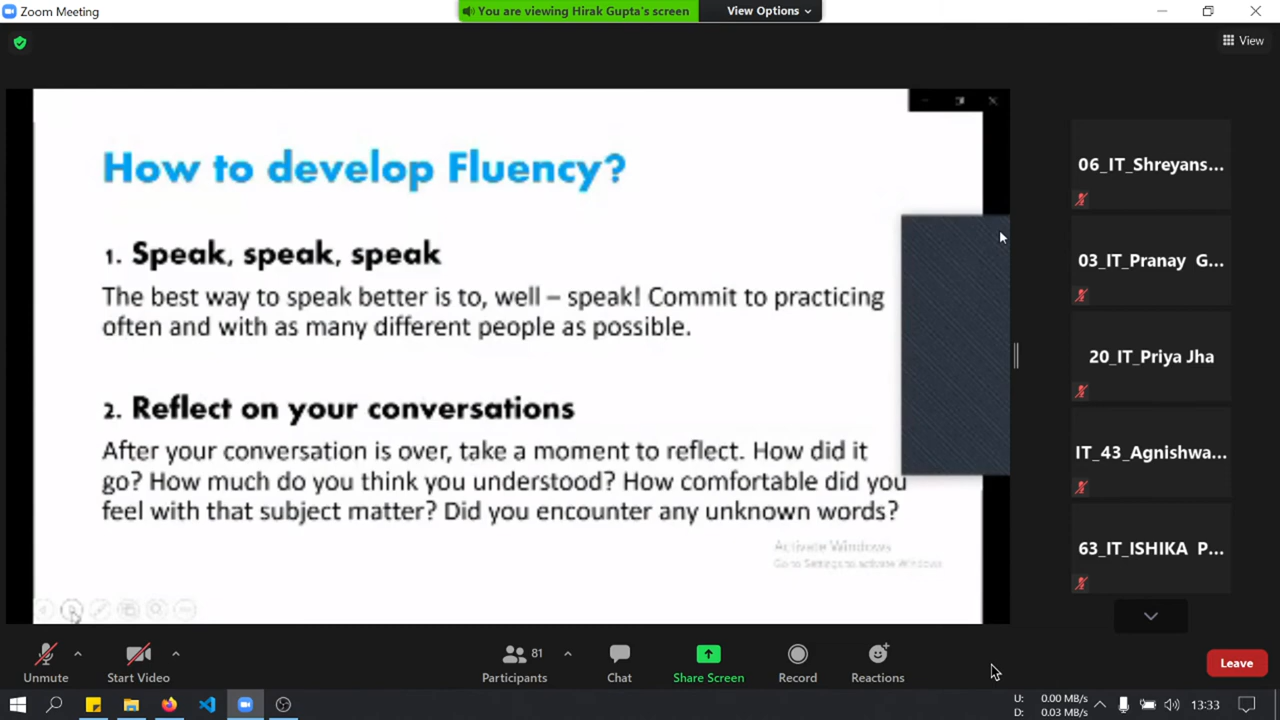 Zoom Meeting
You are viewing Hirak Gupta's screen
View Options
View
How to develop Fluency?
1. Speak, speak, speak
The best way to speak better is to, well – speak! Commit to practicing
often and with as many different people as possible.
2. Reflect on your conversations
After your conversation is over, take a moment to reflect. How did it
go? How much do you think you understood? How comfortable did you
feel with that subject matter? Did you encounter any unknown words?
Activate Windows
Go to Settings to activate Windows
06_IT_Shreyans...
03_IT_Pranay G...
20_IT_Priya Jha
IT_43_Agnishwa...
63_IT_ISHIKA P...
Unmute
Start Video
81
Participants
Chat
Share Screen
Record
Reactions
Leave
U: 0.00 MB/s
D: 0.03 MB/s
13:33